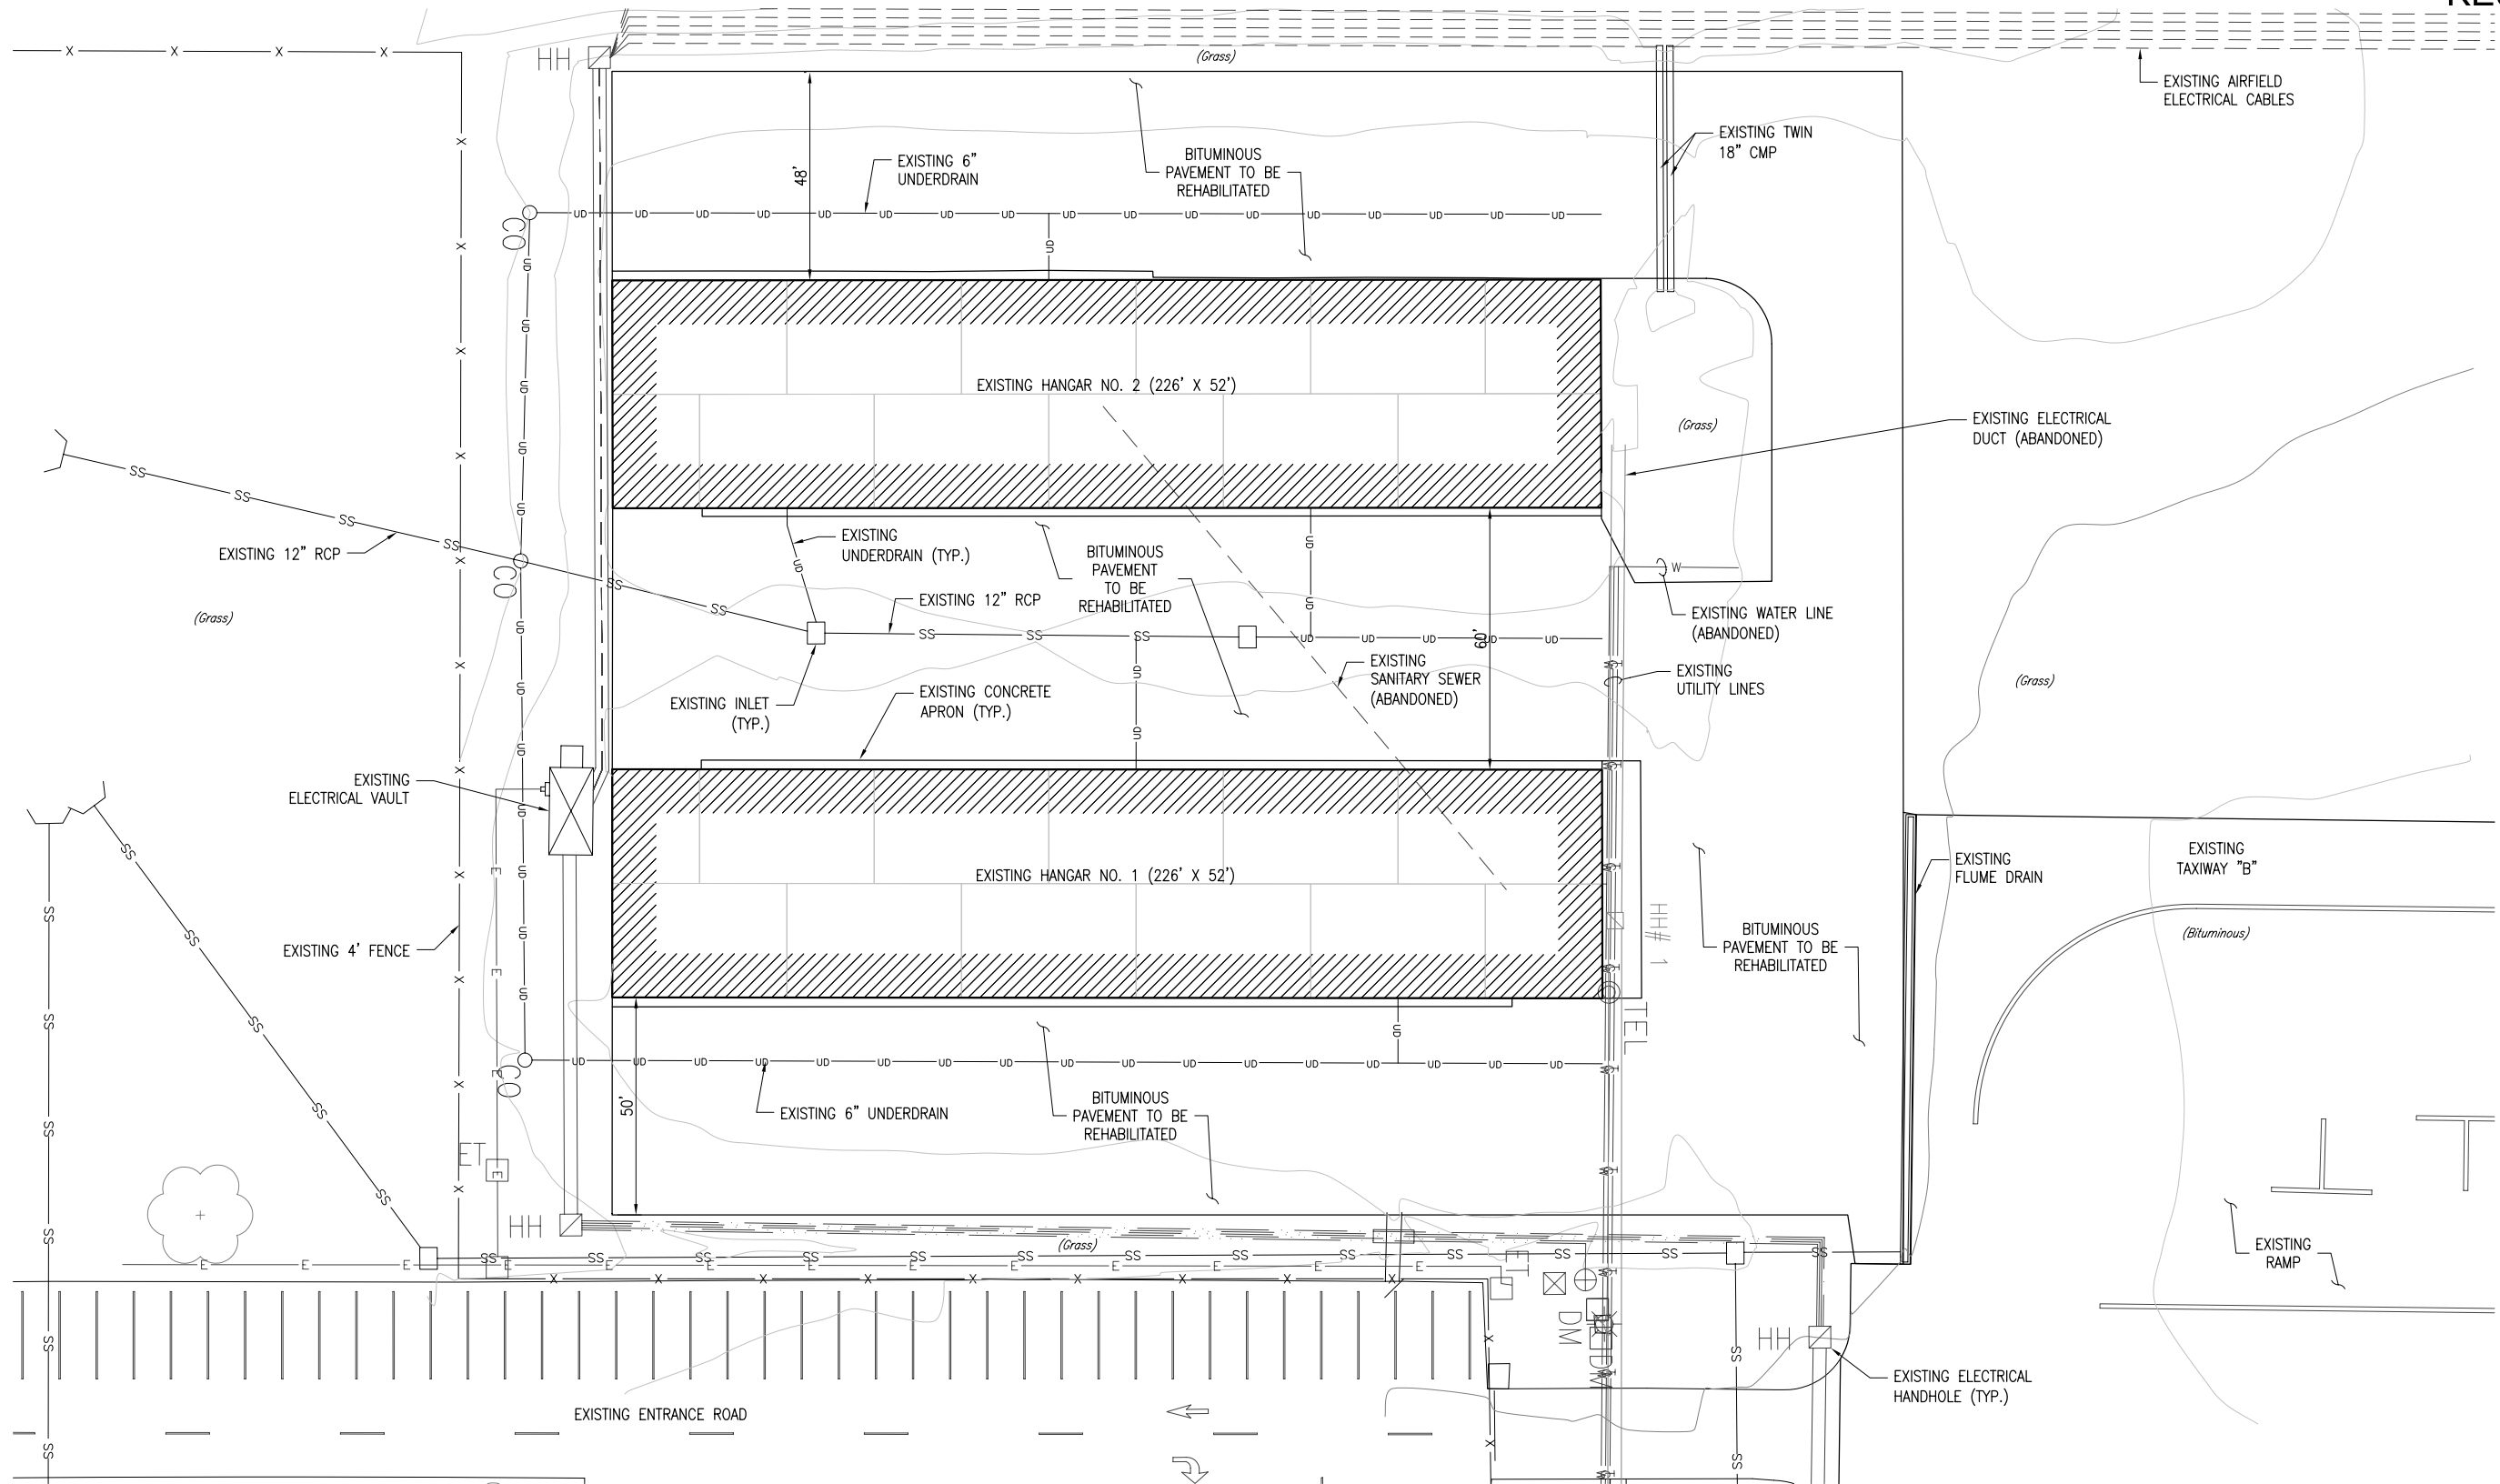 HH
(Grass)
EXISTING AIRFIELD
ELECTRICAL CABLES
EXISTING TWIN
18" CMP
48'
EXISTING 6"
UNDERDRAIN
BITUMINOUS
PAVEMENT TO BE
REHABILITATED
CO
EXISTING HANGAR NO. 2 (226' X 52')
(Grass)
EXISTING ELECTRICAL
DUCT (ABANDONED)
EXISTING 12" RCP
CO
(Grass)
EXISTING
UNDERDRAIN (TYP.)
BITUMINOUS
PAVEMENT
TO BE
REHABILITATED
EXISTING 12" RCP
60'
EXISTING WATER LINE
(ABANDONED)
EXISTING
SANITARY SEWER
(ABANDONED)
EXISTING
UTILITY LINES
(Grass)
EXISTING INLET
(TYP.)
EXISTING CONCRETE
APRON (TYP.)
EXISTING
ELECTRICAL VAULT
EXISTING HANGAR NO. 1 (226' X 52')
EXISTING
FLUME DRAIN
EXISTING
TAXIWAY "B"
(Bituminous)
EXISTING 4' FENCE
HH# 1
BITUMINOUS
PAVEMENT TO BE
REHABILITATED
TEL
CO
50'
EXISTING 6" UNDERDRAIN
BITUMINOUS
PAVEMENT TO BE
REHABILITATED
ET
HH
(Grass)
EXISTING
RAMP
ET
DM
HH
EXISTING ELECTRICAL
HANDHOLE (TYP.)
EXISTING ENTRANCE ROAD